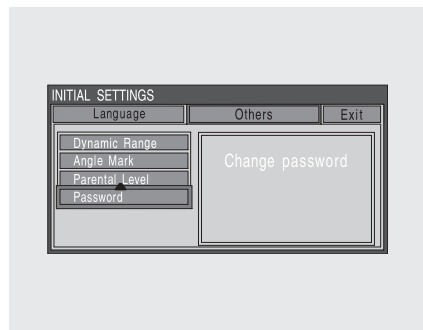 INITIAL SETTINGS
Language Others Exit
Dynamic Range
Angle Mark
Parental Level
Password
Change password